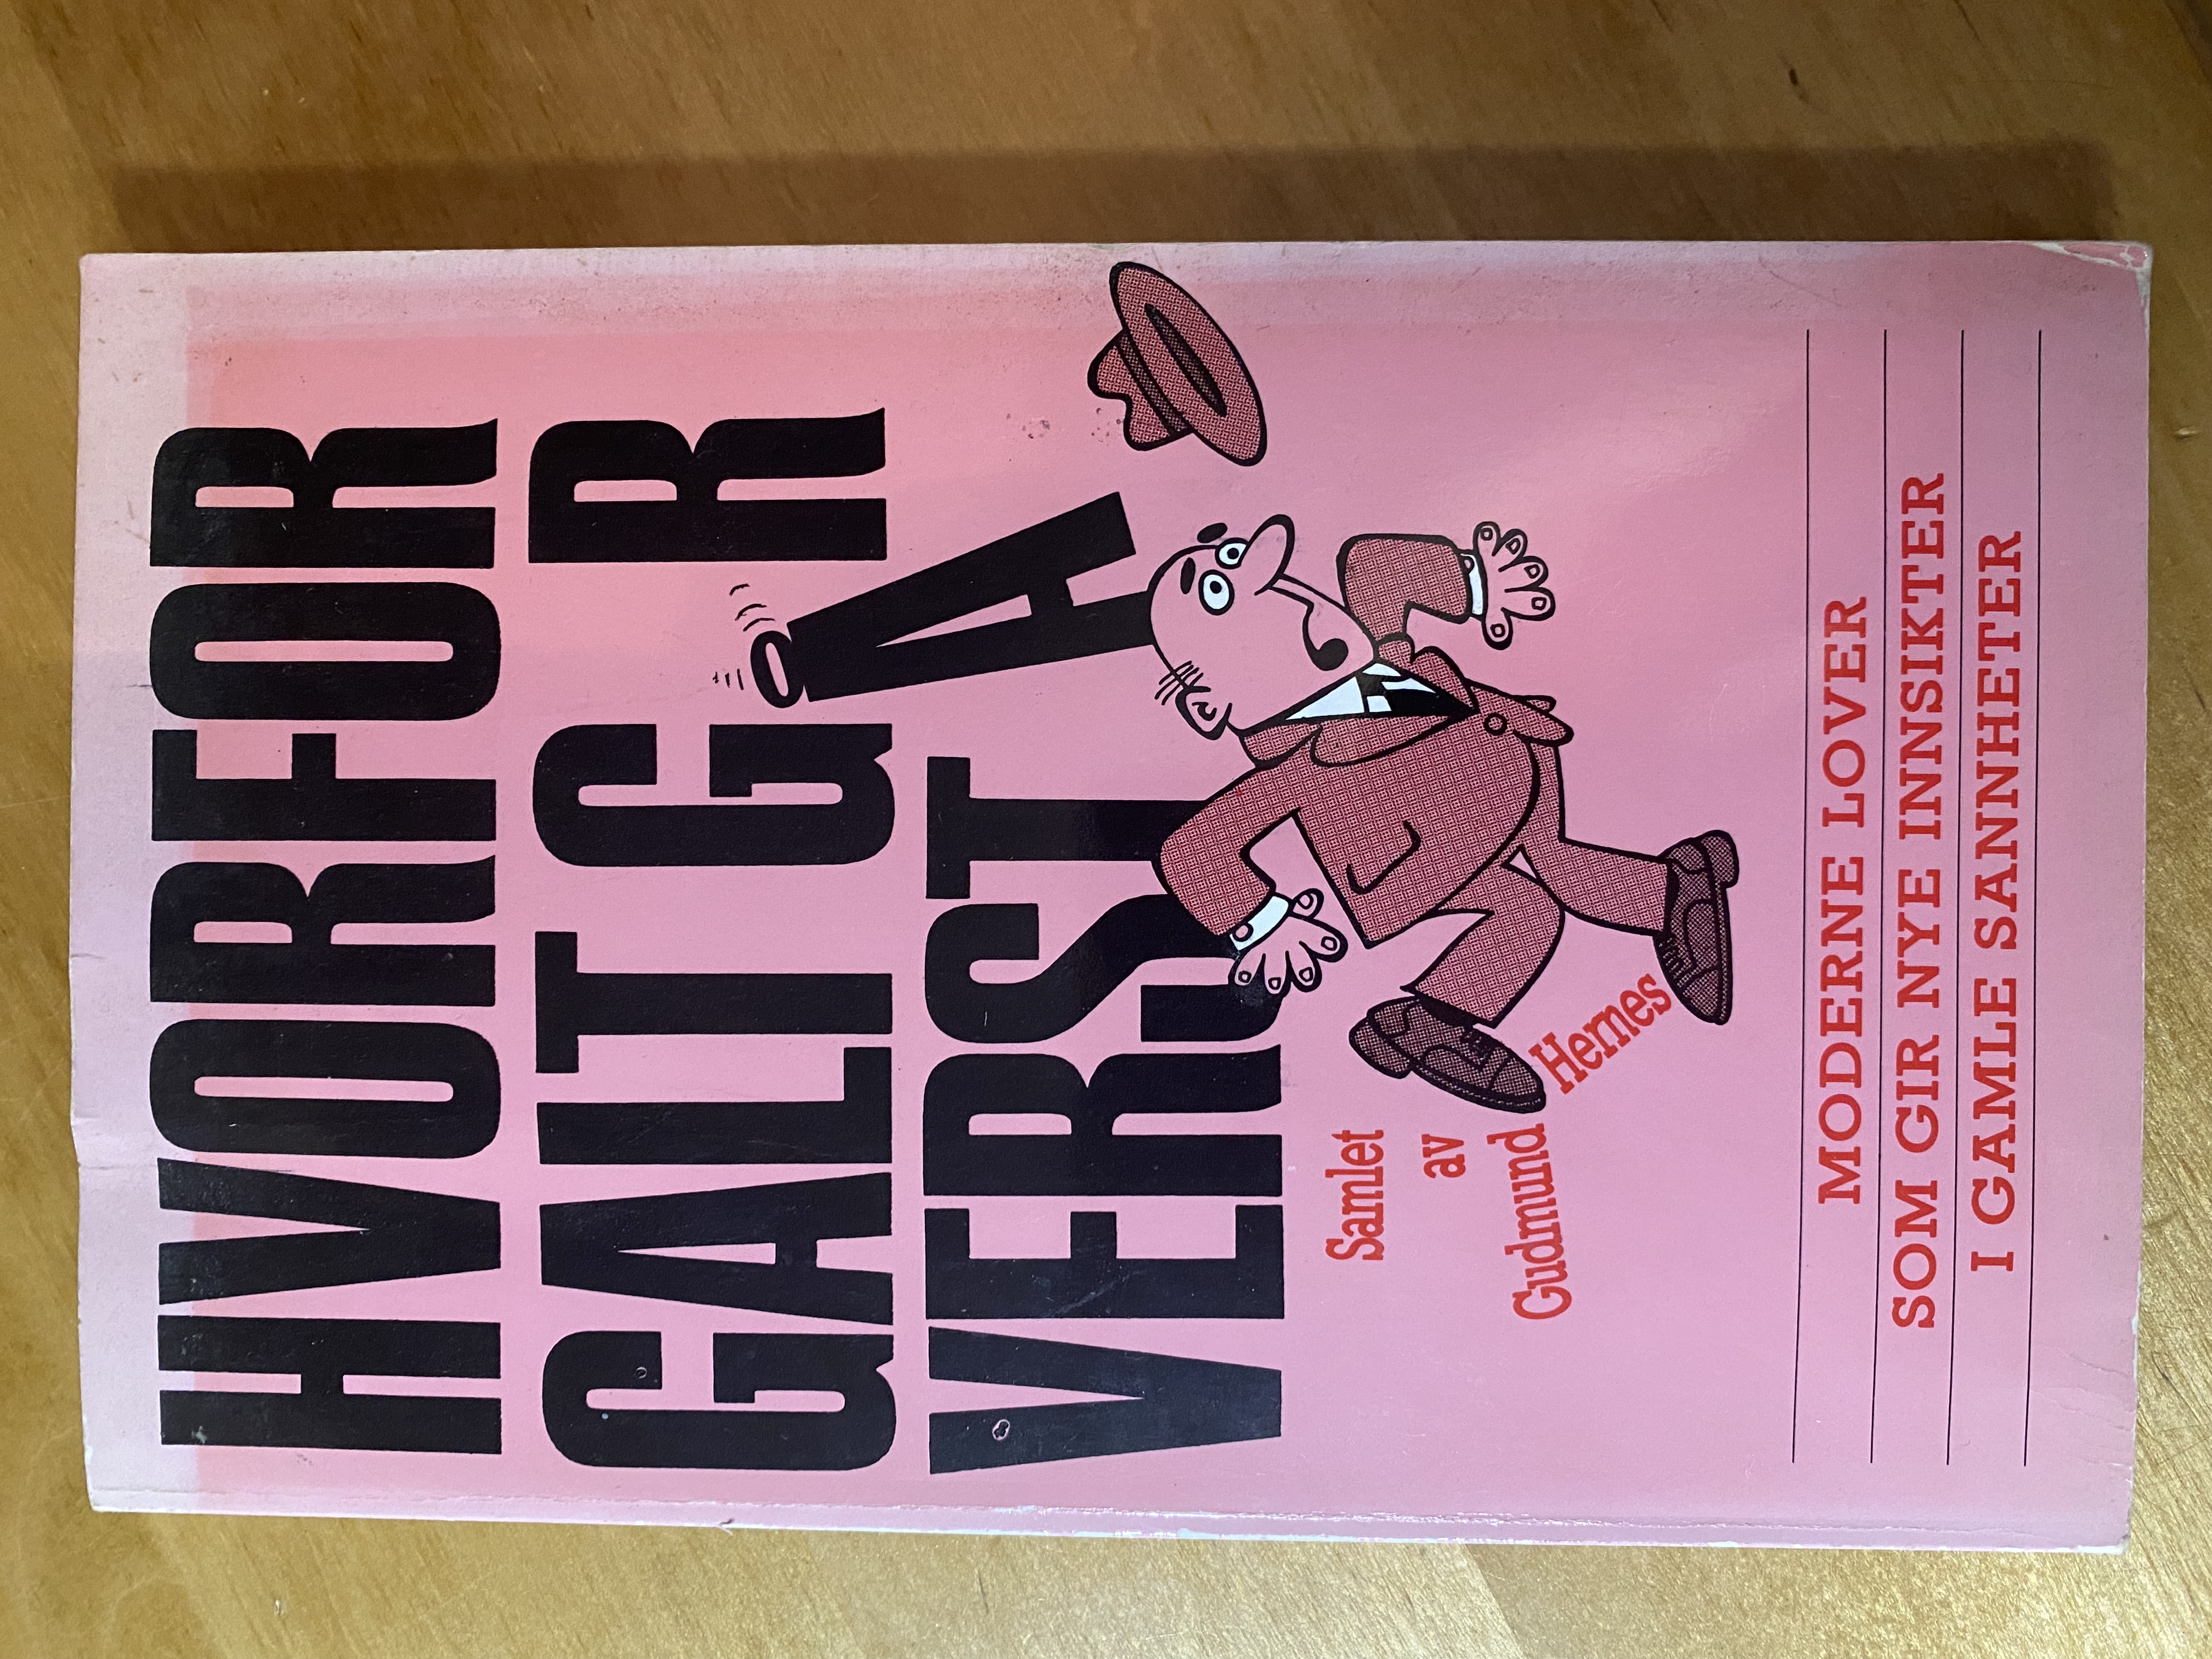 HVORFOR
GALT GÅR
VERST
Samlet
av
Gudmund
Hernes
MODERNE LOVER
SOM GIR NYE INNSIKTER
I GAMLE SANNHETER